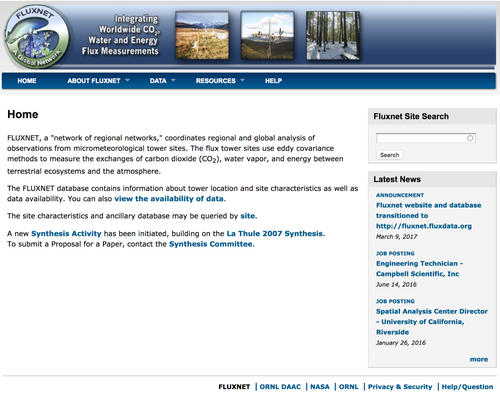 FLUXNET
A Global Network
Integrating
Worldwide CO2,
Water and Energy
Flux Measurements
HOME ABOUT FLUXNET DATA RESOURCES HELP
Home
FLUXNET, a "network of regional networks," coordinates regional and global analysis of
observations from micrometeorological tower sites. The flux tower sites use eddy covariance
methods to measure the exchanges of carbon dioxide (CO2), water vapor, and energy between
terrestrial ecosystems and the atmosphere.
The FLUXNET database contains information about tower location and site characteristics as well as
data availability. You can also view the availability of data.
The site characteristics and ancillary database may be queried by site.
A new Synthesis Activity has been initiated, building on the La Thule 2007 Synthesis.
To submit a Proposal for a Paper, contact the Synthesis Committee.
Fluxnet Site Search
Search
Latest News
ANNOUNCEMENT
Fluxnet website and database
transitioned to
http://fluxnet.fluxdata.org
March 9, 2017
JOB POSTING
Engineering Technician -
Campbell Scientific, Inc
June 14, 2016
JOB POSTING
Spatial Analysis Center Director
- University of California,
Riverside
January 26, 2016
more
FLUXNET | ORNL DAAC | NASA | ORNL | Privacy & Security | Help/Question